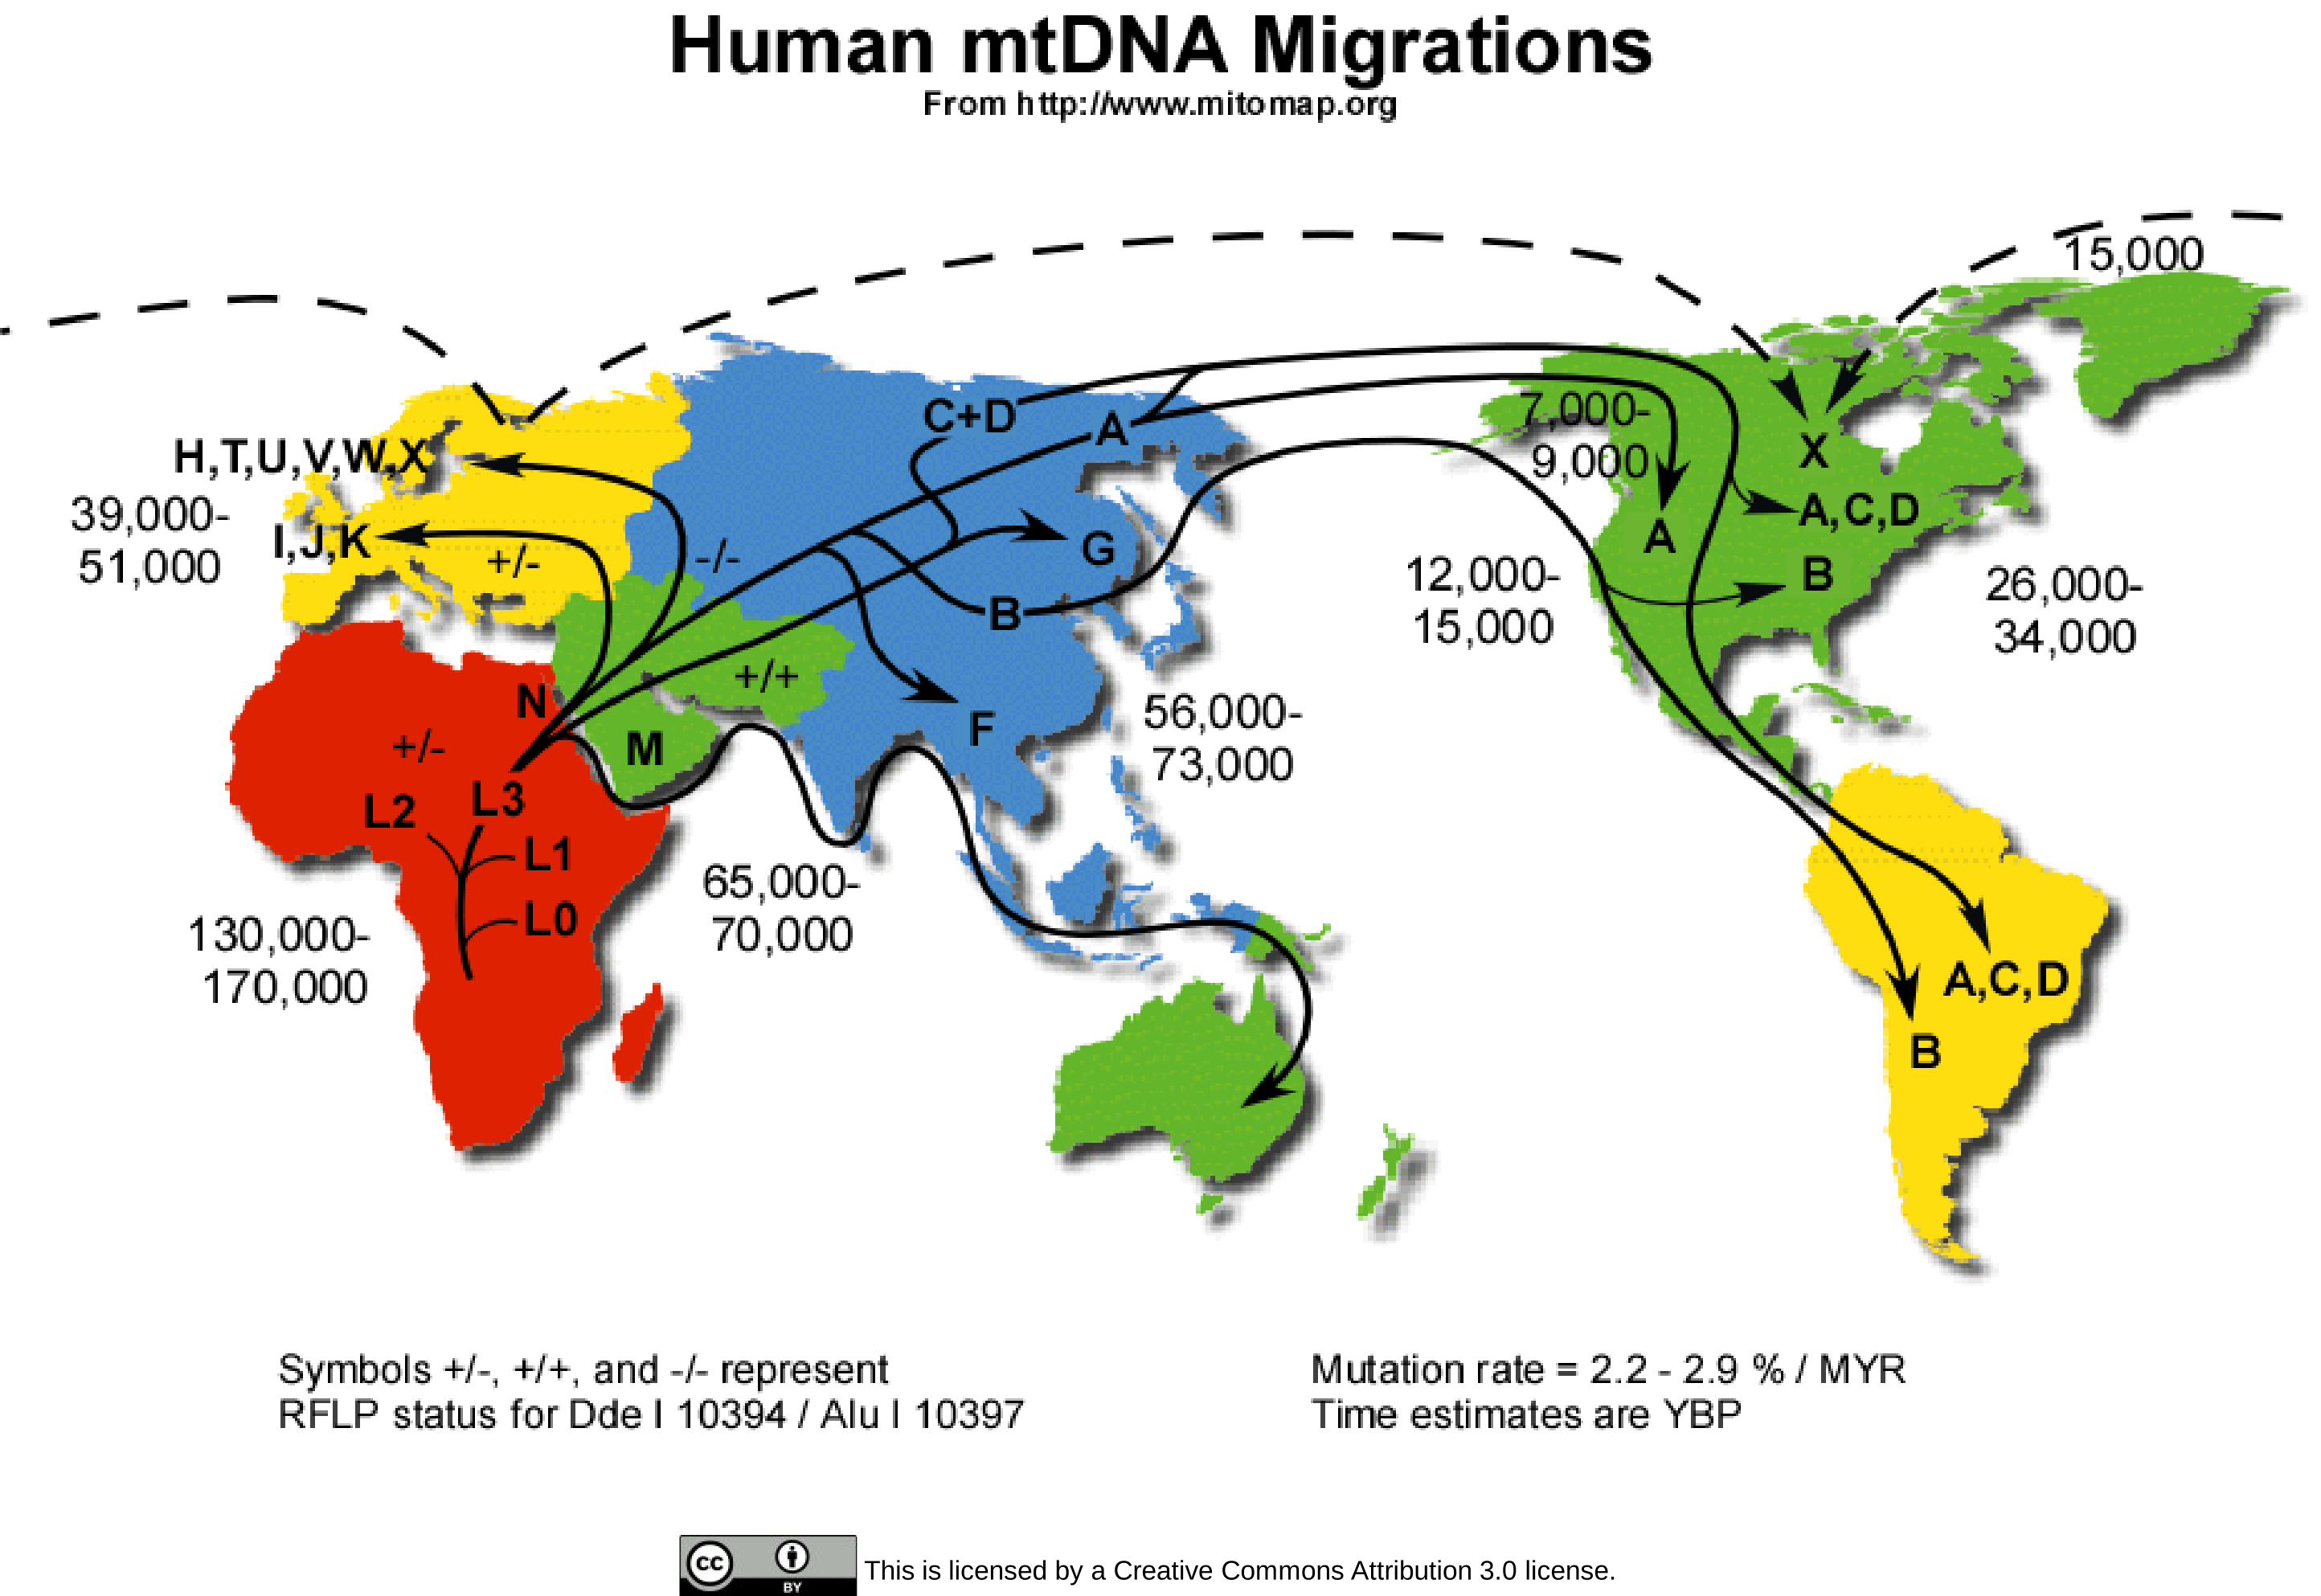 Human mtDNA Migrations
From http://www.mitomap.org
15,000
C+D
A
7,000-
9,000
H,T,U,V,W,X
X
39,000-
51,000
A,C,D
I,J,K
+/-
-/-
G
A
B
12,000-
15,000
26,000-
34,000
B
+/+
N
56,000-
73,000
F
M
+/-
L3
L2
L1
65,000-
70,000
L0
130,000-
170,000
A,C,D
B
Symbols +/-, +/+, and -/- represent
RFLP status for Dde I 10394 / Alu I 10397
Mutation rate = 2.2 - 2.9 % / MYR
Time estimates are YBP
cc
BY
This is licensed by a Creative Commons Attribution 3.0 license.